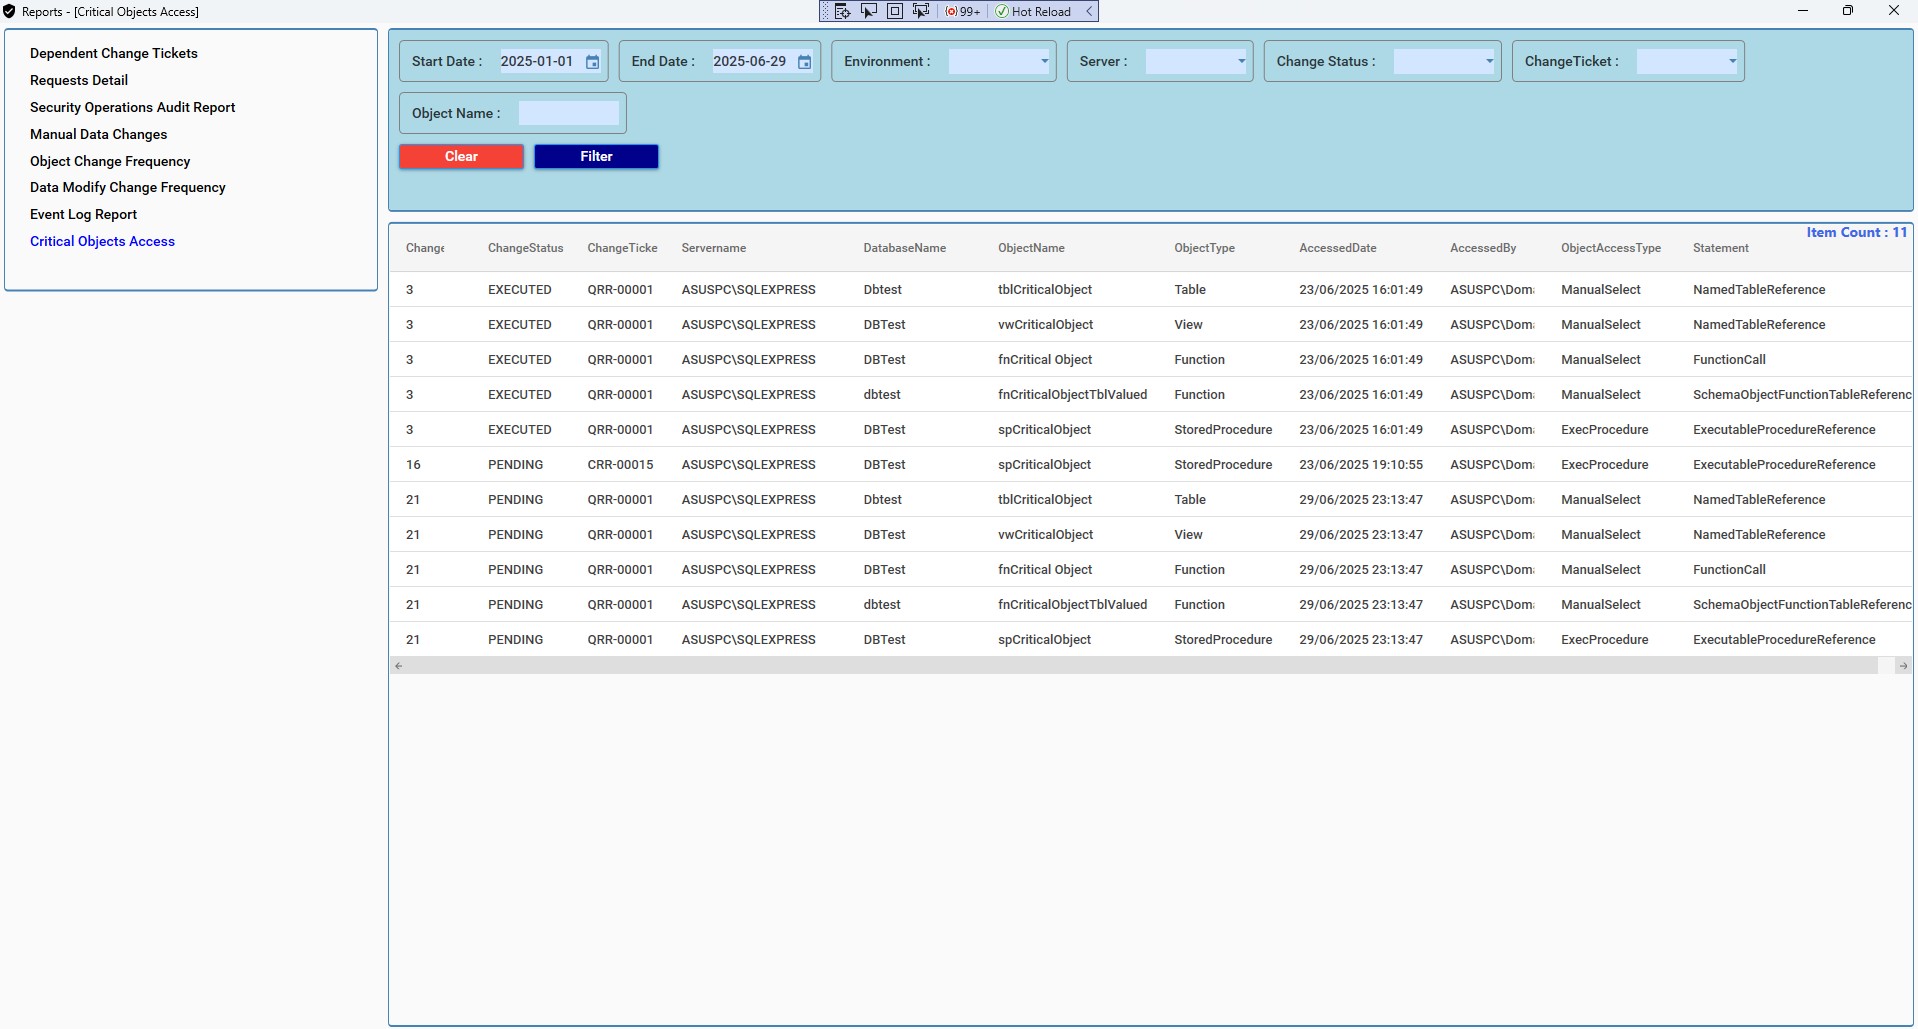 Reports - [Critical Objects Access]
99+ Hot Reload
Dependent Change Tickets
Requests Detail
Security Operations Audit Report
Manual Data Changes
Object Change Frequency
Data Modify Change Frequency
Event Log Report
Critical Objects Access
Start Date : 2025-01-01 End Date : 2025-06-29 Environment : Server : Change Status : ChangeTicket :
Object Name :
Clear Filter
Item Count : 11
Change ChangeStatus ChangeTicke Servername DatabaseName ObjectName ObjectType AccessedDate AccessedBy ObjectAccessType Statement
3 EXECUTED QRR-00001 ASUSPC\SQLEXPRESS Dbtest tblCriticalObject Table 23/06/2025 16:01:49 ASUSPC\Dom ManualSelect NamedTableReference
3 EXECUTED QRR-00001 ASUSPC\SQLEXPRESS DBTest vwCriticalObject View 23/06/2025 16:01:49 ASUSPC\Dom ManualSelect NamedTableReference
3 EXECUTED QRR-00001 ASUSPC\SQLEXPRESS DBTest fnCritical Object Function 23/06/2025 16:01:49 ASUSPC\Dom ManualSelect FunctionCall
3 EXECUTED QRR-00001 ASUSPC\SQLEXPRESS dbtest fnCriticalObjectTblValued Function 23/06/2025 16:01:49 ASUSPC\Dom ManualSelect SchemaObjectFunctionTableReferenc
3 EXECUTED QRR-00001 ASUSPC\SQLEXPRESS DBTest spCriticalObject StoredProcedure 23/06/2025 16:01:49 ASUSPC\Dom ExecProcedure ExecutableProcedureReference
16 PENDING CRR-00015 ASUSPC\SQLEXPRESS DBTest spCriticalObject StoredProcedure 23/06/2025 19:10:55 ASUSPC\Dom ExecProcedure ExecutableProcedureReference
21 PENDING QRR-00001 ASUSPC\SQLEXPRESS Dbtest tblCriticalObject Table 29/06/2025 23:13:47 ASUSPC\Dom ManualSelect NamedTableReference
21 PENDING QRR-00001 ASUSPC\SQLEXPRESS DBTest vwCriticalObject View 29/06/2025 23:13:47 ASUSPC\Dom ManualSelect NamedTableReference
21 PENDING QRR-00001 ASUSPC\SQLEXPRESS DBTest fnCritical Object Function 29/06/2025 23:13:47 ASUSPC\Dom ManualSelect FunctionCall
21 PENDING QRR-00001 ASUSPC\SQLEXPRESS dbtest fnCriticalObjectTblValued Function 29/06/2025 23:13:47 ASUSPC\Dom ManualSelect SchemaObjectFunctionTableReferenc
21 PENDING QRR-00001 ASUSPC\SQLEXPRESS DBTest spCriticalObject StoredProcedure 29/06/2025 23:13:47 ASUSPC\Dom ExecProcedure ExecutableProcedureReference